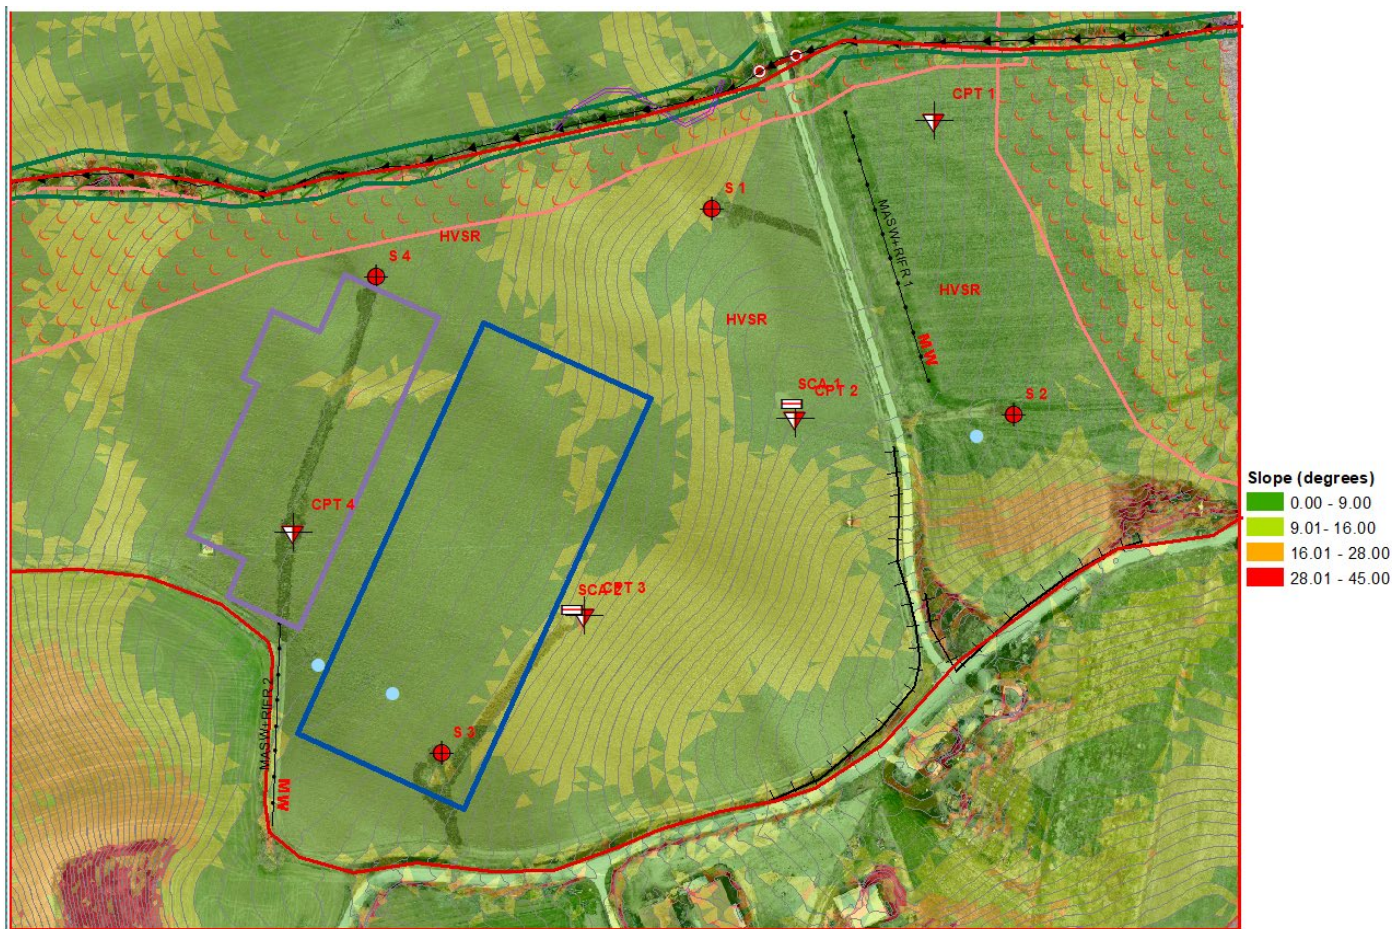 CPT 1
S 1
MASW+RIFR 1
HVSR
S 4
HVSR
HVSR
MW
SCA 1
CPT 2
S 2
Slope (degrees)
0.00 - 9.00
9.01 - 16.00
16.01 - 28.00
28.01 - 45.00
CPT 4
SCA 2
CPT 3
MASW+RIFR 2
S 3
MW